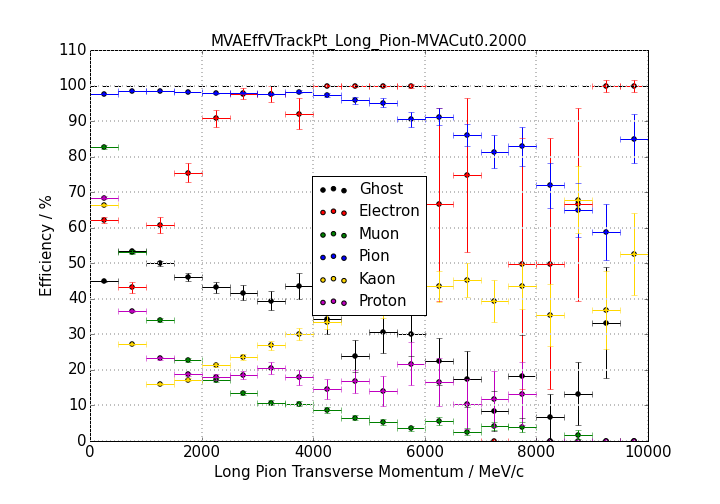 MVAEffVTrackPt_Long_Pion-MVACut0.2000
110
100
90
80
70
60
50
40
30
20
10
0
Efficiency / %
Ghost
Electron
Muon
Pion
Kaon
Proton
0 2000 4000 6000 8000 10000
Long Pion Transverse Momentum / MeV/c